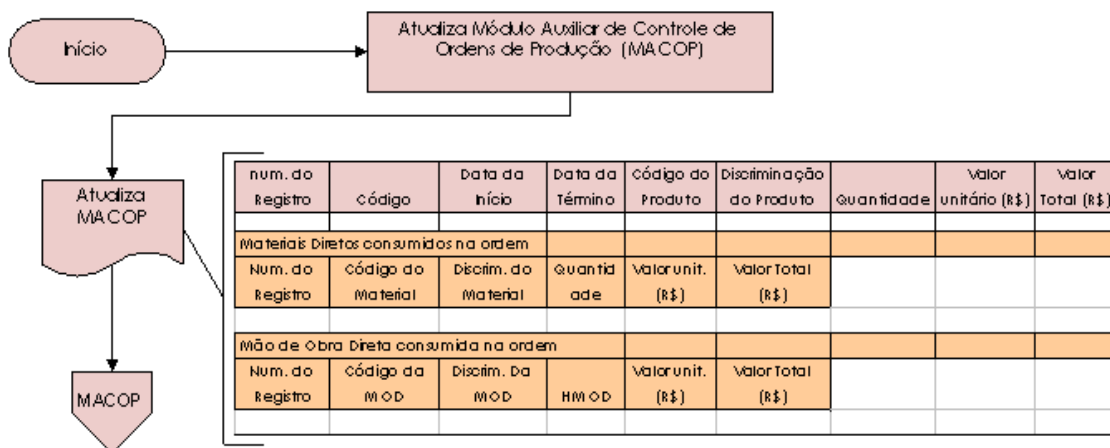 Início
Atualiza Módulo Auxiliar de Controle de
Ordens de Produção (MACOP)
Atualiza
MACOP
MACOP
num. do Data da Data da Código do Discriminação Valor Valor
Registro Código Início Término Produto do Produto Quantidade unitário (R$) Total (R$)
Materiais Diretos consumidos na ordem
Num. do Código do Discrim. do Quantid Valor unit. Valor Total
Registro Material Material ade (R$) (R$)
Mão de Obra Direta consumida na ordem
Num. do Código da Discrim. Da Valor unit. Valor Total
Registro MOD MOD HMOD (R$) (R$)